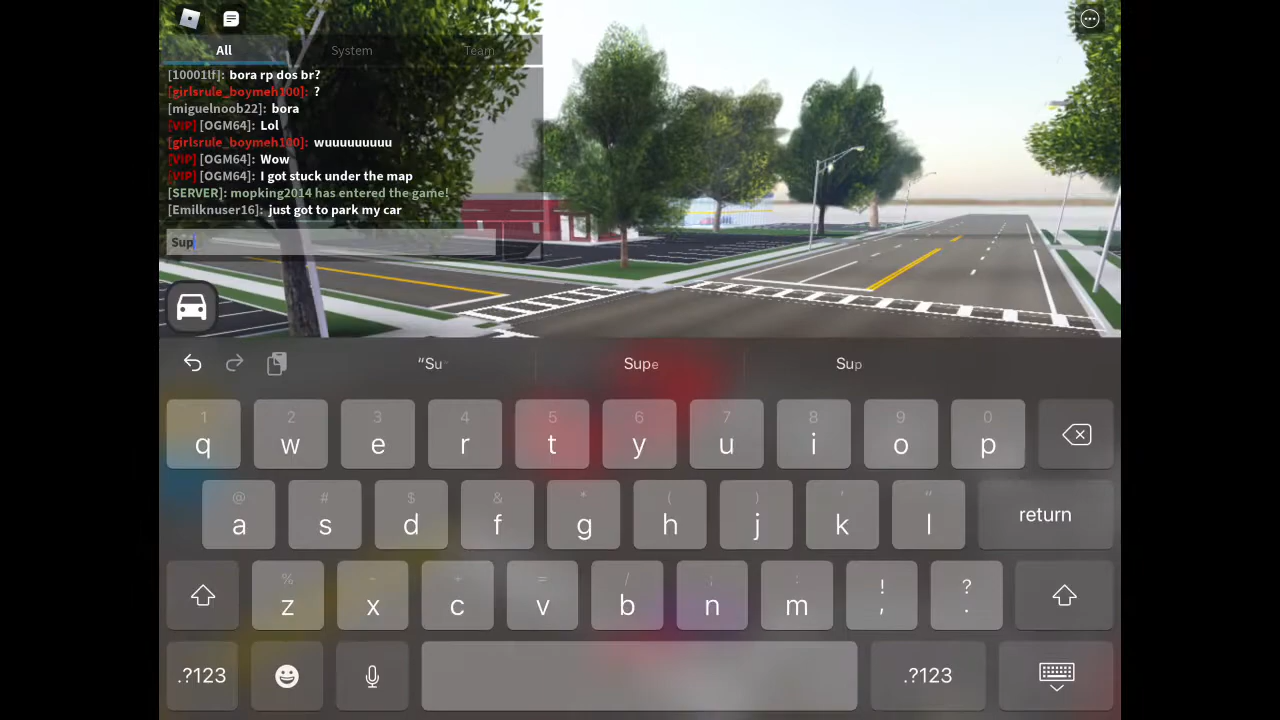 All System Team
[10001lf]: bora rp dos br?
[girlsrule_boymeh100]: ?
[miguelnoob22]: bora
[VIP] [OGM64]: Lol
[girlsrule_boymeh100]: wuuuuuuuuu
[VIP] [OGM64]: Wow
[VIP] [OGM64]: I got stuck under the map
[SERVER]: mopking2014 has entered the game!
[Emilknuser16]: just got to park my car
Sup
“Su Supe Sup
1 2 3 4 5 6 7 8 9 0
q w e r t y u i o p
@ # $ & * ( ) ' "
a s d f g h j k l return
% - + = / ; : ! ?
z x c v b n m , .
.?123 .?123